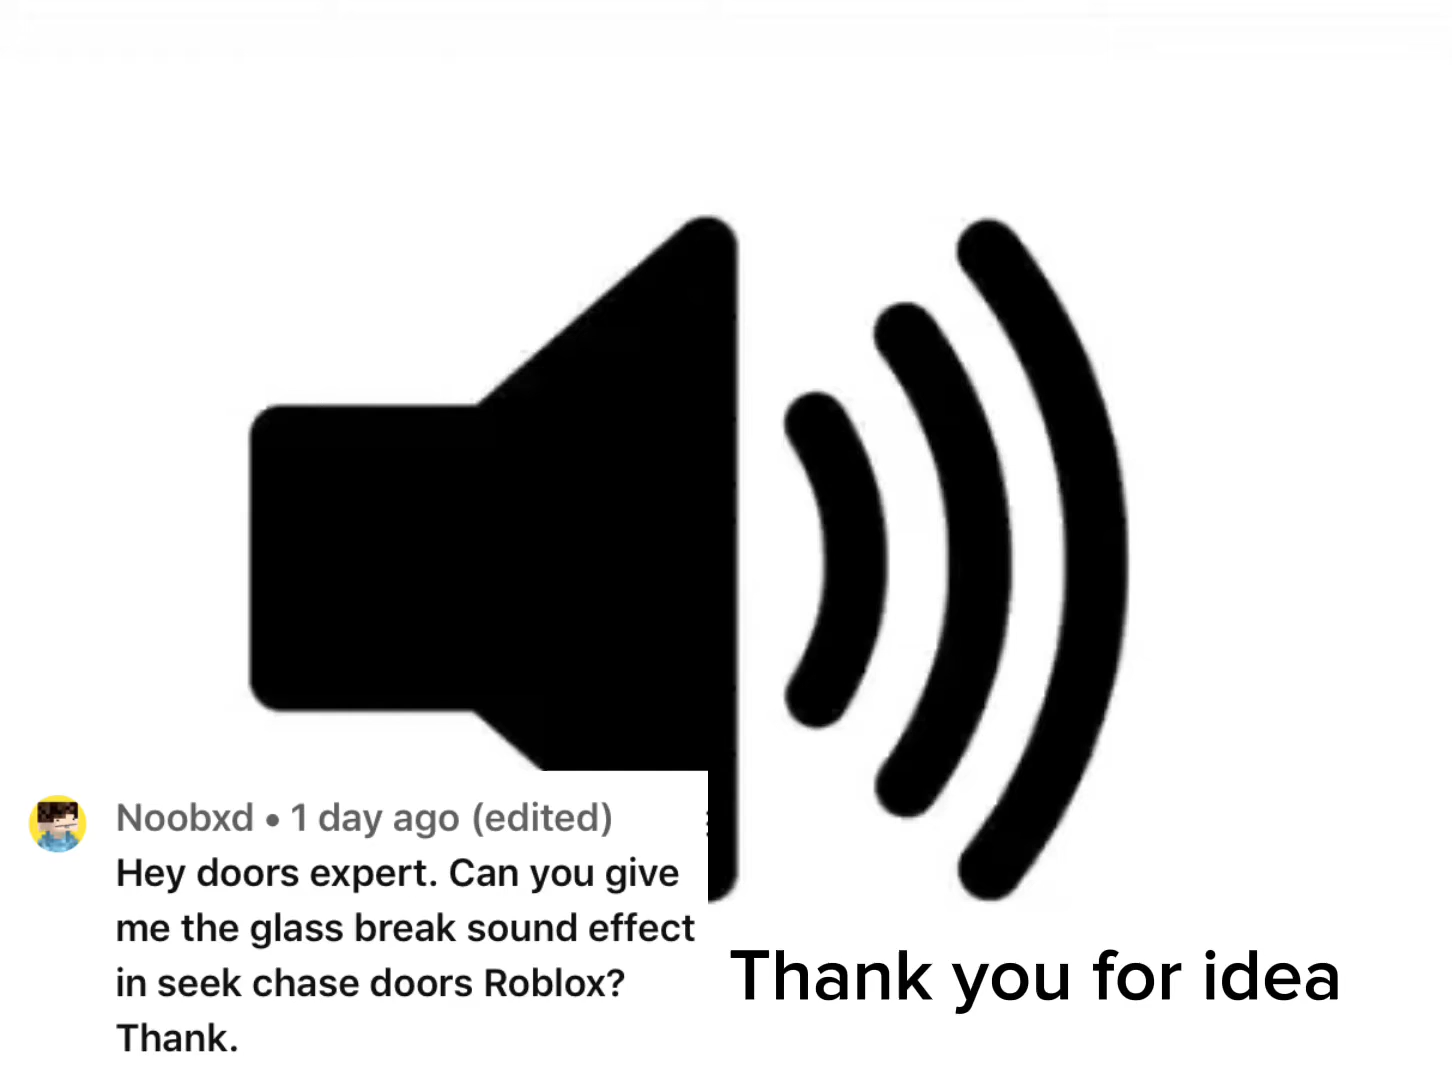 Noobxd • 1 day ago (edited)
Hey doors expert. Can you give
me the glass break sound effect
in seek chase doors Roblox?
Thank.
Thank you for idea